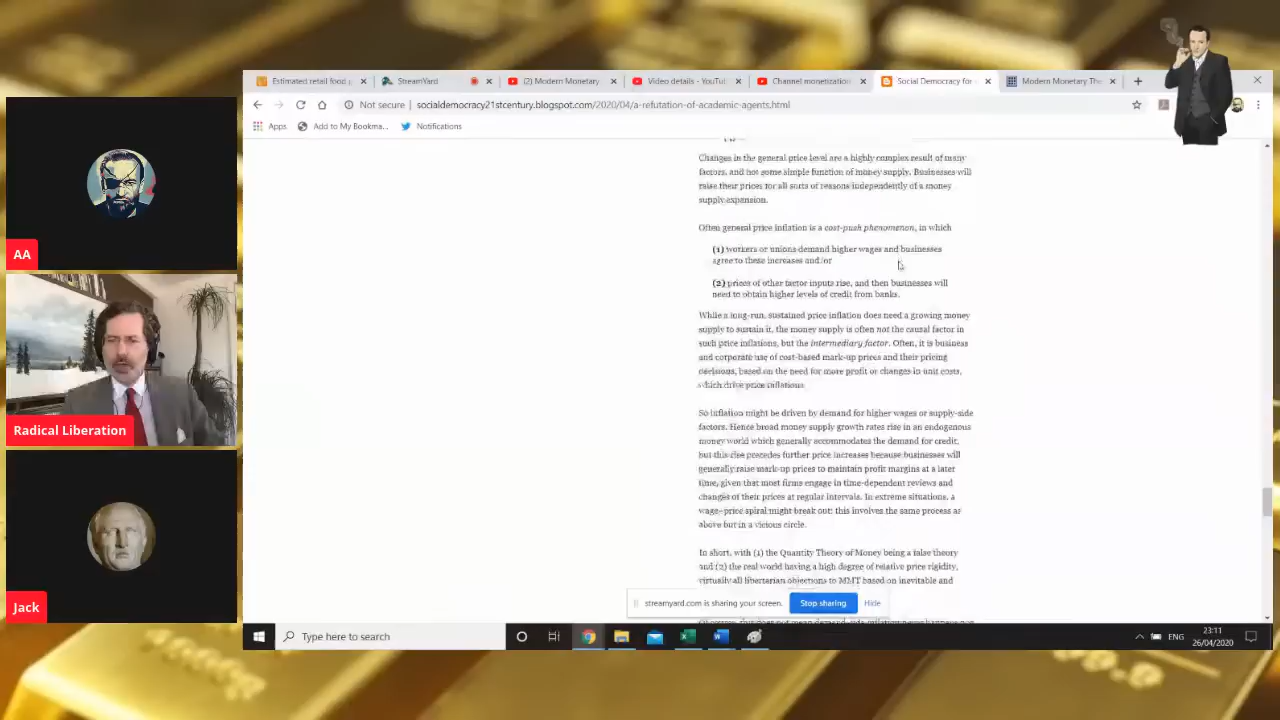 Estimated retail food p
StreamYard
(2) Modern Monetary
Video details - YouTu
Channel monetization
Social Democracy for
Modern Monetary The
Not secure
socialdemocracy21stcentury.blogspot.com/2020/04/a-refutation-of-academic-agents.html
Apps
Add to My Bookma...
Notifications
Changes in the general price level are a highly complex result of many
factors, and not some simple function of money supply. Businesses will
raise their prices for all sorts of reasons independently of a money
supply expansion.
Often general price inflation is a cost-push phenomenon, in which
(1) workers or unions demand higher wages and businesses
agree to these increases and/or
(2) prices of other factor inputs rise, and then businesses will
need to obtain higher levels of credit from banks.
While a long-run, sustained price inflation does need a growing money
supply to sustain it, the money supply is often not the causal factor in
such price inflations, but the intermediary factor. Often, it is business
and corporate use of cost-based mark-up prices and their pricing
decisions, based on the need for more profit or changes in unit costs,
which drive price inflations.
So inflation might be driven by demand for higher wages or supply-side
factors. Hence broad money supply growth rates rise in an endogenous
money world which generally accommodates the demand for credit,
but this rise precedes further price increases because businesses will
generally raise mark-up prices to maintain profit margins at a later
time, given that most firms engage in time-dependent reviews and
changes of their prices at regular intervals. In extreme situations, a
wage-price spiral might break out: this involves the same process as
above but in a vicious circle.
In short, with (1) the Quantity Theory of Money being a false theory
and (2) the real world having a high degree of relative price rigidity,
virtually all libertarian objections to MMT based on inevitable and
streamyard.com is sharing your screen.
Stop sharing
Hide
Type here to search
ENG
23:11
26/04/2020
AA
Radical Liberation
Jack